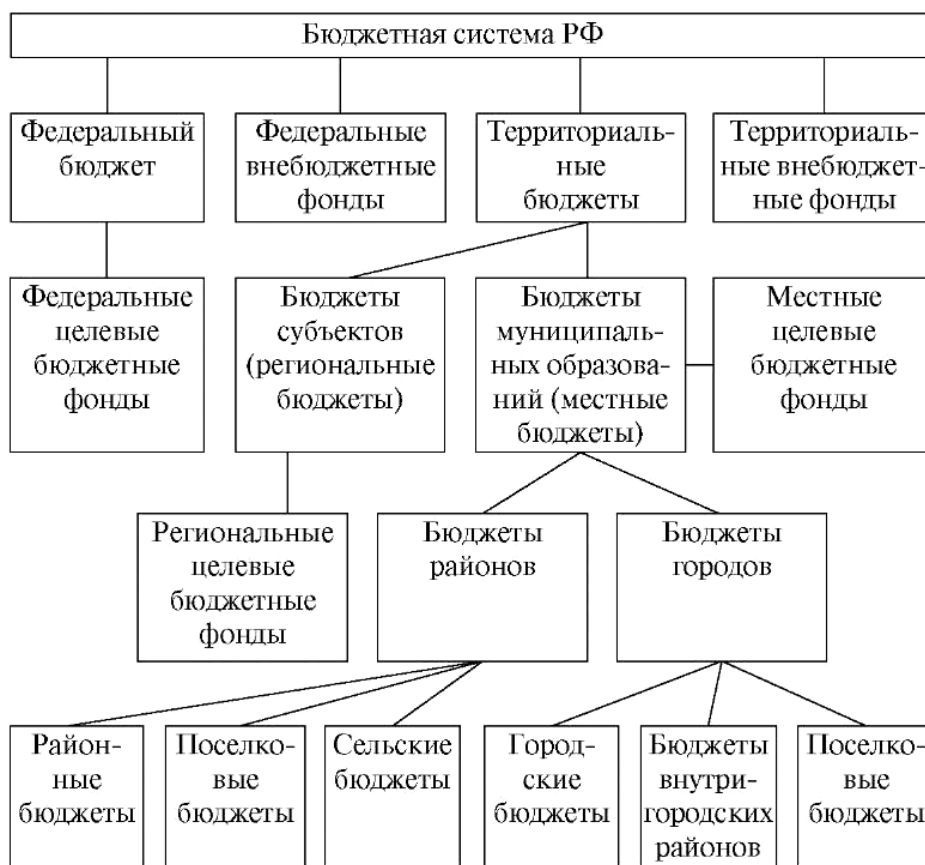 Бюджетная система РФ
Федеральный
бюджет
Федеральные
внебюджетные
фонды
Территориаль-
ные
бюджеты
Территориаль-
ные внебюджет-
ные фонды
Федеральные
целевые
бюджетные
фонды
Бюджеты
субъектов
(региональные
бюджеты)
Бюджеты
муниципаль-
ных образова-
ний (местные
бюджеты)
Местные
целевые
бюджетные
фонды
Региональные
целевые
бюджетные
фонды
Бюджеты
районов
Бюджеты
городов
Район-
ные
бюджеты
Поселко-
вые
бюджеты
Сельские
бюджеты
Город-
ские
бюджеты
Бюджеты
внутри-
городских
районов
Поселко-
вые
бюджеты